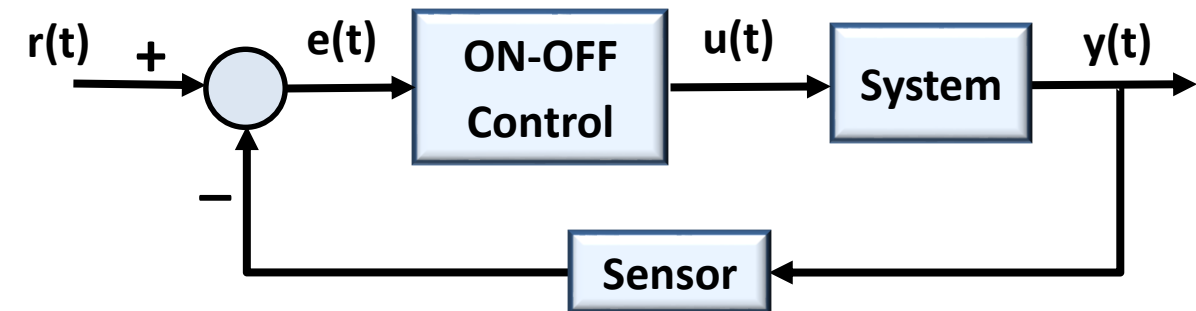 r(t)
+
e(t)
ON-OFF
Control
u(t)
System
y(t)
−
Sensor